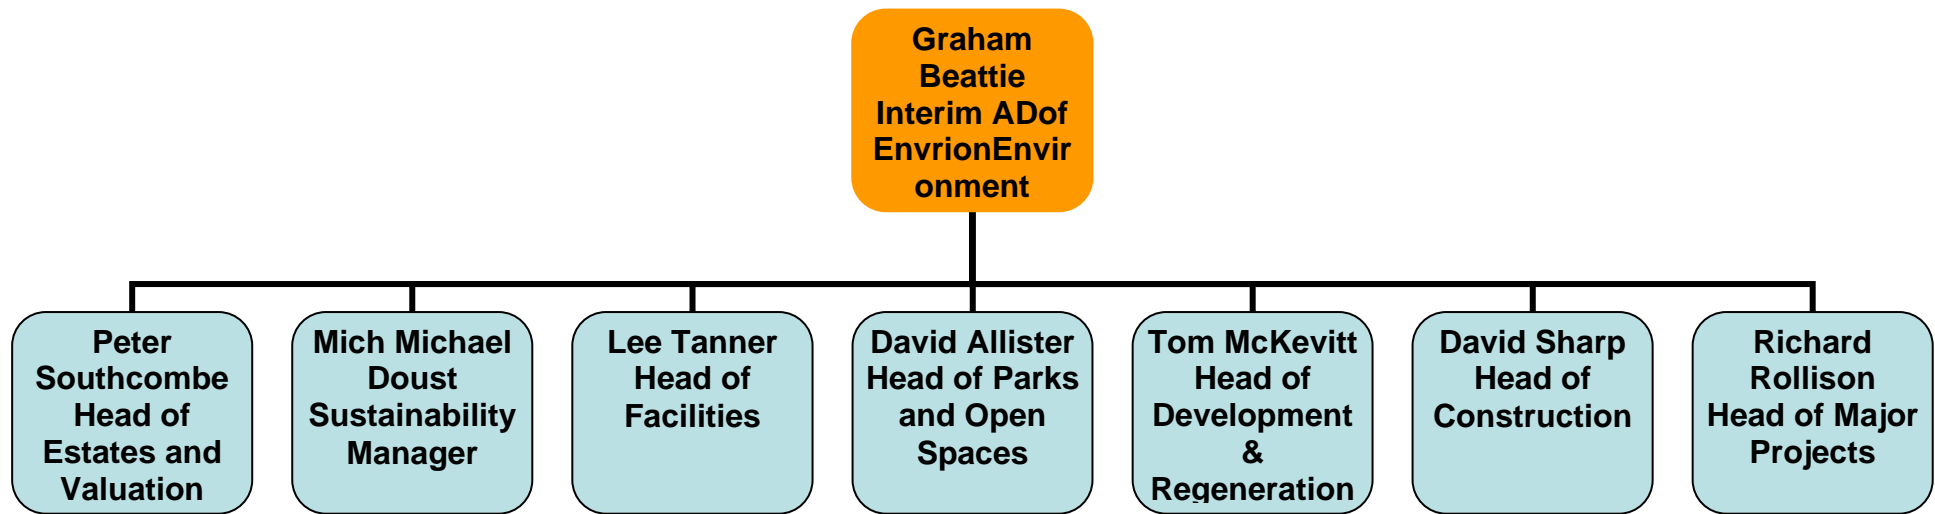 Graham
Beattie
Interim ADof
EnvrionEnvir
onment
Peter
Southcombe
Head of
Estates and
Valuation
Mich Michael
Doust
Sustainability
Manager
Lee Tanner
Head of
Facilities
David Allister
Head of Parks
and Open
Spaces
Tom McKevitt
Head of
Development
&
Regeneration
David Sharp
Head of
Construction
Richard
Rollison
Head of Major
Projects